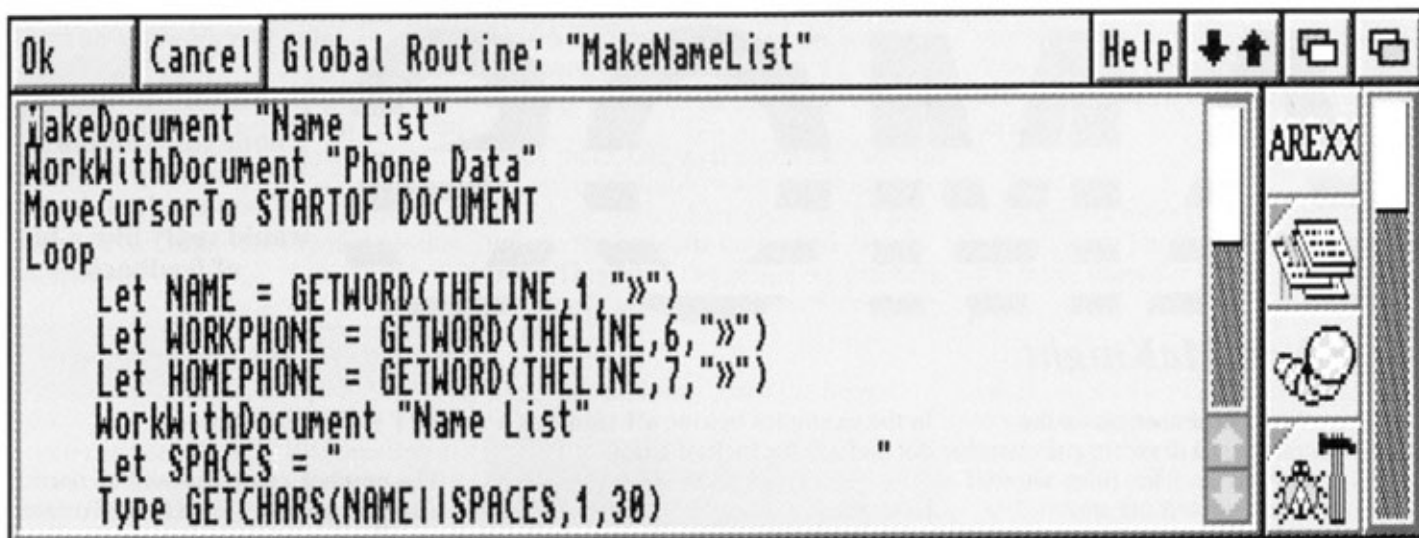 Ok Cancel Global Routine: "MakeNameList" Help
MakeDocument "Name List"
WorkWithDocument "Phone Data"
MoveCursorTo STARTOF DOCUMENT
Loop
Let NAME = GETWORD(THELINE,1,"»")
Let WORKPHONE = GETWORD(THELINE,6,"»")
Let HOMEPHONE = GETWORD(THELINE,7,"»")
WorkWithDocument "Name List"
Let SPACES = "                              "
Type GETCHARS(NAME||SPACES,1,30)
AREXX